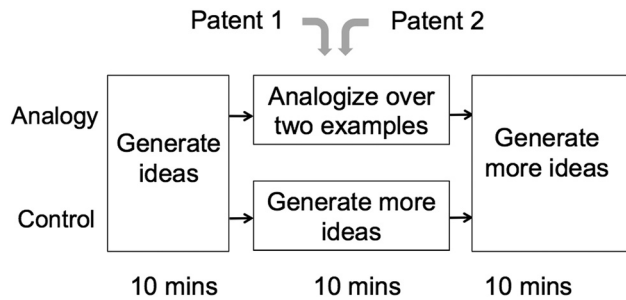 Patent 1
Patent 2
Analogy
Control
Generate
ideas
Analogize over
two examples
Generate more
ideas
Generate
more ideas
10 mins
10 mins
10 mins